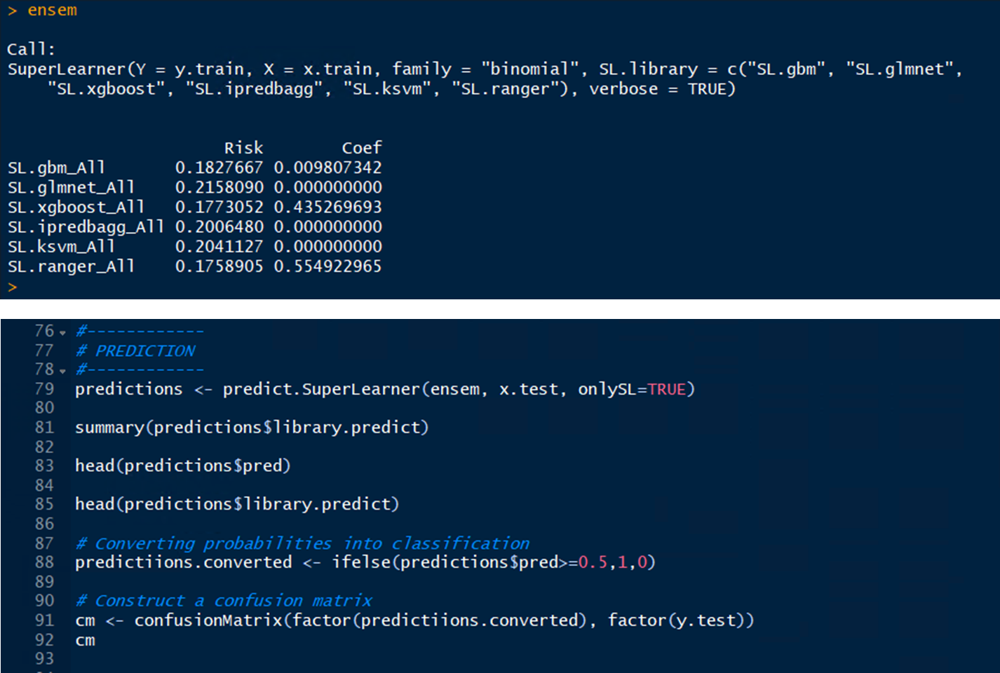 > ensem
Call:
SuperLearner(Y = y.train, X = x.train, family = "binomial", SL.library = c("SL.gbm", "SL.glmnet",
    "SL.xgboost", "SL.ipredbagg", "SL.ksvm", "SL.ranger"), verbose = TRUE)
Risk Coef
SL.gbm_All 0.1827667 0.009807342
SL.glmnet_All 0.2158090 0.000000000
SL.xgboost_All 0.1773052 0.435269693
SL.ipredbagg_All 0.2006480 0.000000000
SL.ksvm_All 0.2041127 0.000000000
SL.ranger_All 0.1758905 0.554922965
>
76 #------------
77 # PREDICTION
78 #------------
79 predictions <- predict.SuperLearner(ensem, x.test, onlySL=TRUE)
80
81 summary(predictions$library.predict)
82
83 head(predictions$pred)
84
85 head(predictions$library.predict)
86
87 # Converting probabilities into classification
88 predictiions.converted <- ifelse(predictions$pred>=0.5,1,0)
89
90 # Construct a confusion matrix
91 cm <- confusionMatrix(factor(predictiions.converted), factor(y.test))
92 cm
93